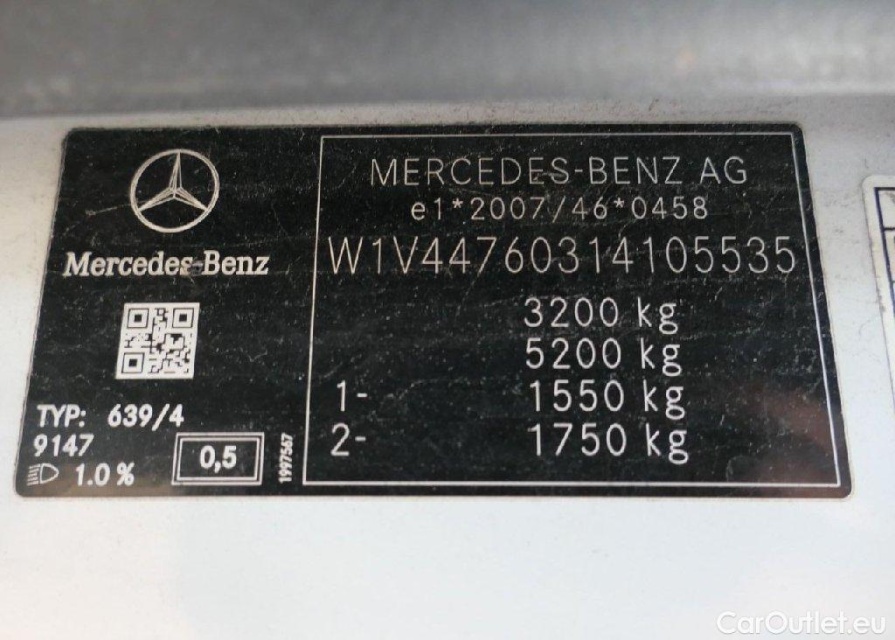 Mercedes-Benz
TYP: 639/4
9147
1.0 %
0,5
1997567
MERCEDES-BENZ AG
e1*2007/46*0458
W1V44760314105535
3200 kg
5200 kg
1- 1550 kg
2- 1750 kg
CarOutlet.eu